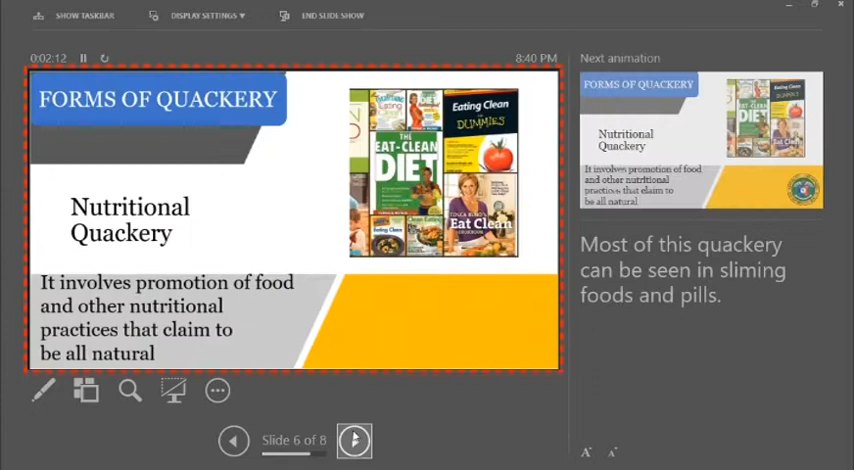 SHOW TASKBAR
DISPLAY SETTINGS ▼
END SLIDE SHOW
0:02:12
8:40 PM
FORMS OF QUACKERY
Nutritional
Quackery
It involves promotion of food
and other nutritional
practices that claim to
be all natural
Eating Clean
FOR
DUMMIES
THE
EAT-CLEAN
DIET
Eat Clean
Next animation
FORMS OF QUACKERY
Nutritional
Quackery
It involves promotion of food
and other nutritional
practices that claim to
be all natural
Most of this quackery
can be seen in sliming
foods and pills.
Slide 6 of 8
A A